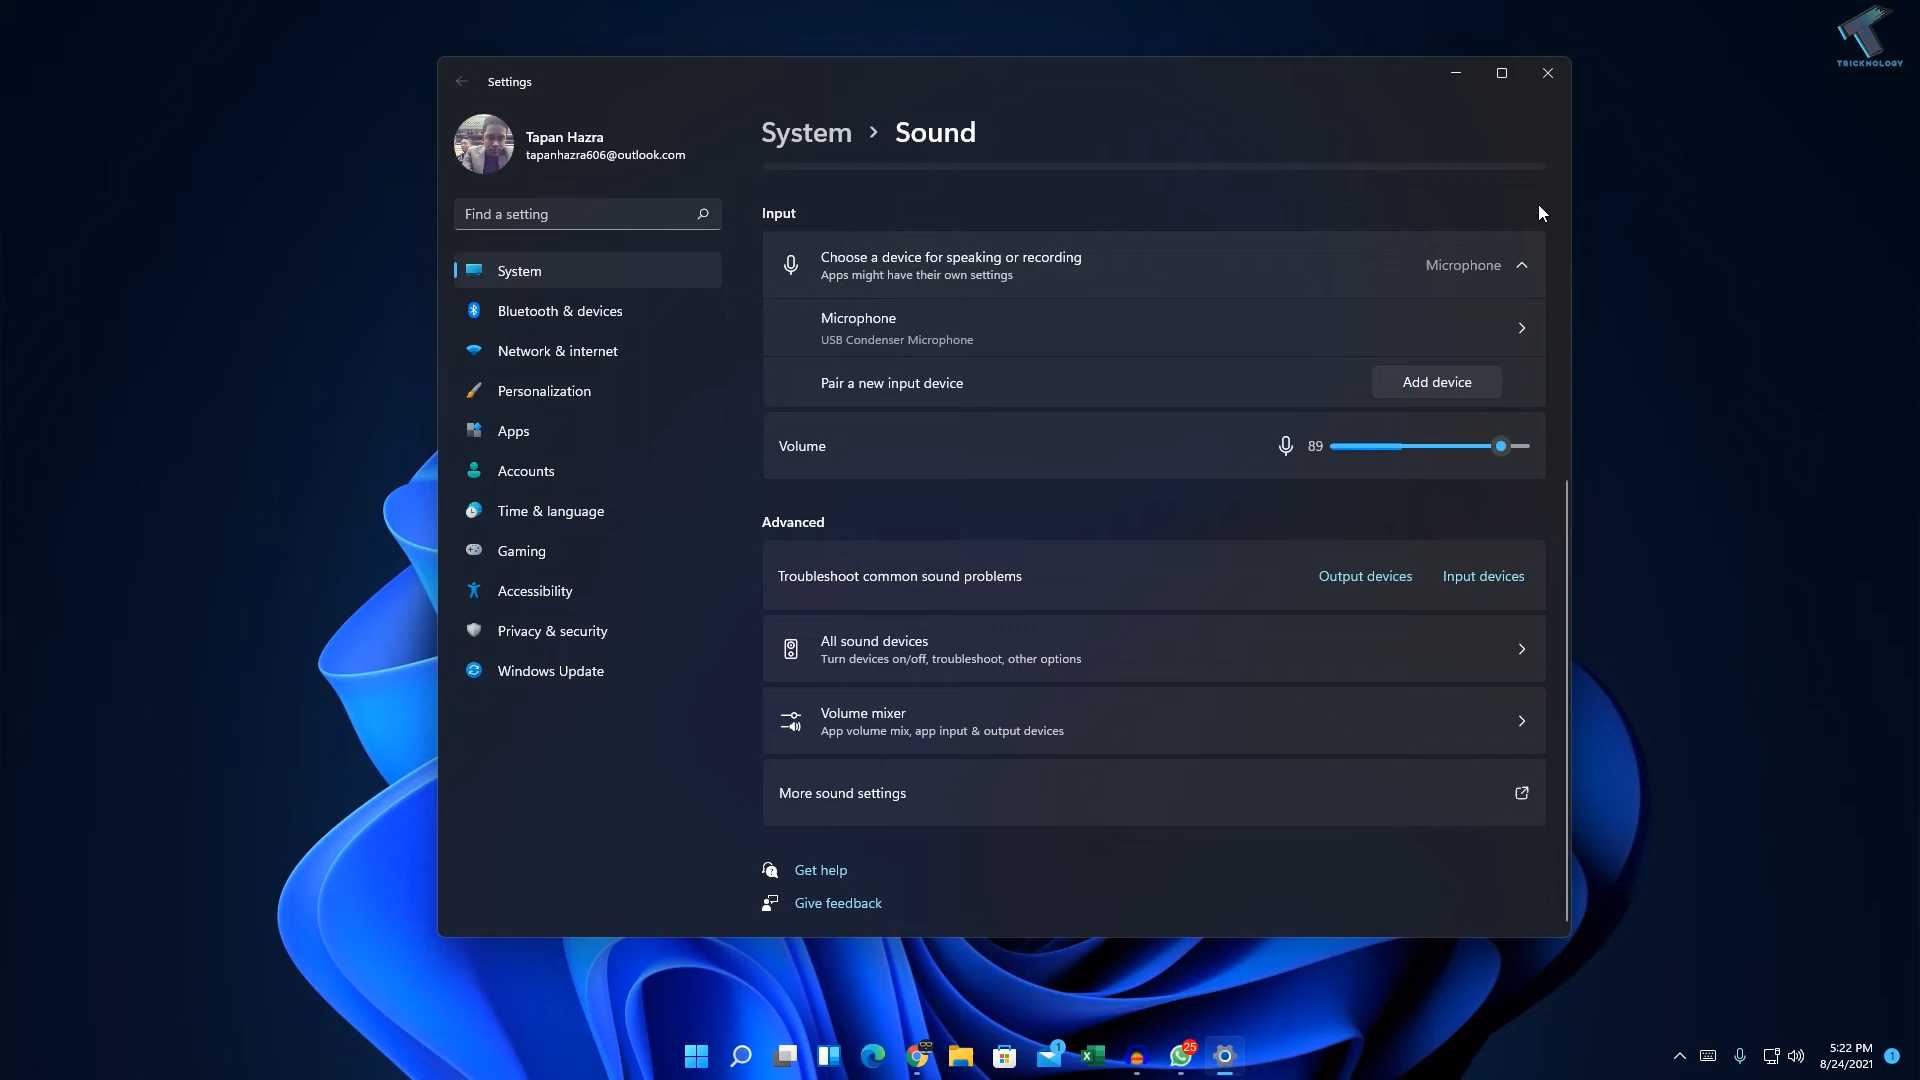 TRICKNOLOGY
Settings
Tapan Hazra
tapanhazra606@outlook.com
Find a setting
System
Bluetooth & devices
Network & internet
Personalization
Apps
Accounts
Time & language
Gaming
Accessibility
Privacy & security
Windows Update
System > Sound
Input
Choose a device for speaking or recording
Apps might have their own settings
Microphone
Microphone
USB Condenser Microphone
Pair a new input device
Add device
Volume
89
Advanced
Troubleshoot common sound problems
Output devices
Input devices
All sound devices
Turn devices on/off, troubleshoot, other options
Volume mixer
App volume mix, app input & output devices
More sound settings
Get help
Give feedback
1
25
5:22 PM
8/24/2021
1